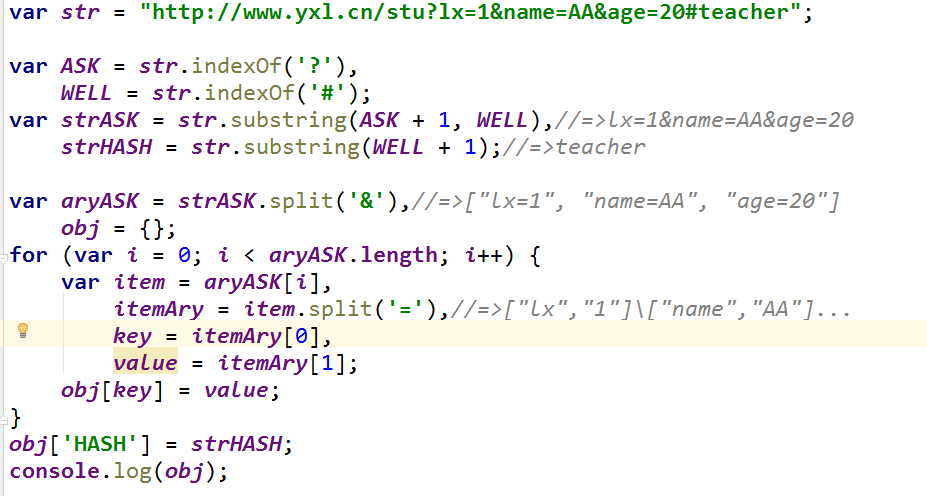 var str = "http://www.yxl.cn/stu?lx=1&name=AA&age=20#teacher";
var ASK = str.indexOf('?'),
    WELL = str.indexOf('#');
var strASK = str.substring(ASK + 1, WELL),//=>lx=1&name=AA&age=20
    strHASH = str.substring(WELL + 1);//=>teacher
var aryASK = strASK.split('&'),//=>["lx=1", "name=AA", "age=20"]
    obj = {};
for (var i = 0; i < aryASK.length; i++) {
    var item = aryASK[i],
        itemAry = item.split('='),//=>["lx","1"]\["name","AA"]...
        key = itemAry[0],
        value = itemAry[1];
    obj[key] = value;
}
obj['HASH'] = strHASH;
console.log(obj);